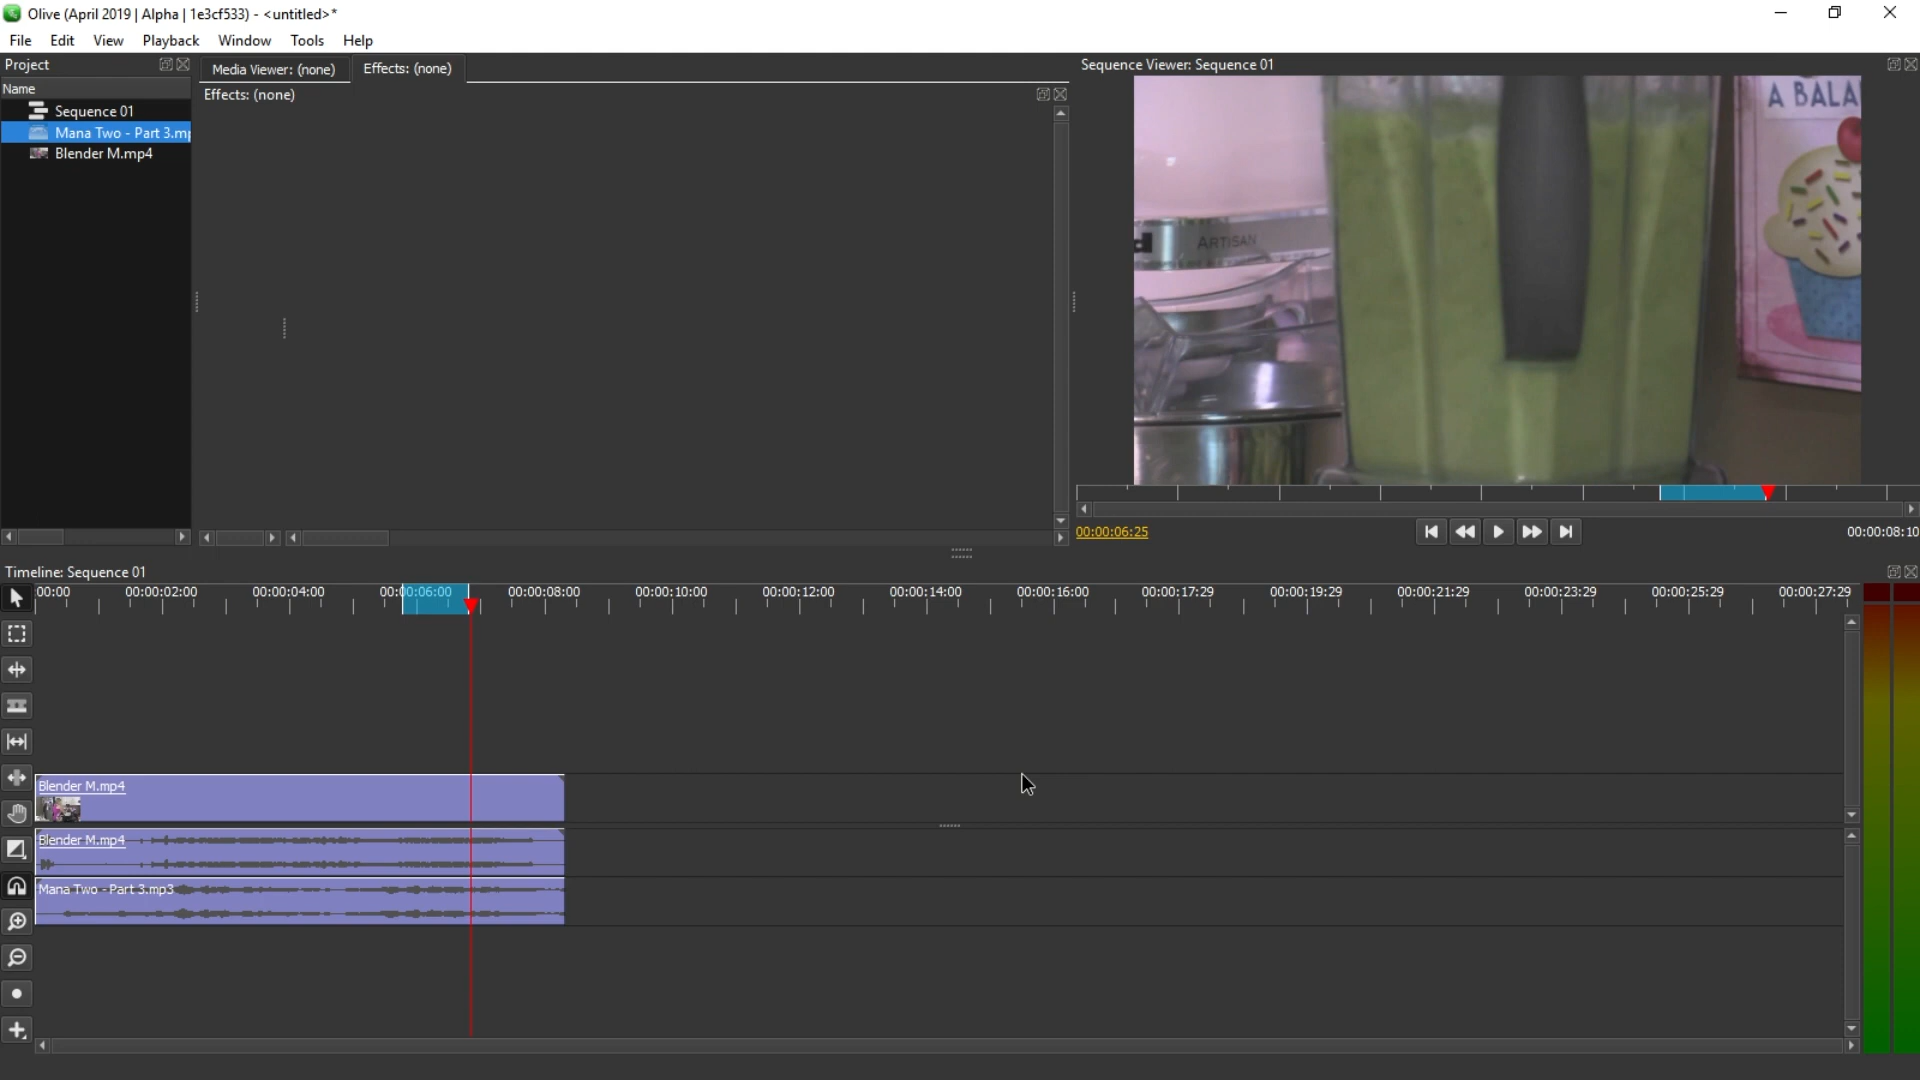 Olive (April 2019 | Alpha | 1e3cf533) - <untitled>*
File Edit View Playback Window Tools Help
Project
Media Viewer: (none) Effects: (none)
Sequence Viewer: Sequence 01
Name
Effects: (none)
Sequence 01
Mana Two - Part 3.mp
Blender M.mp4
A BALA
d ARTISAN
00:00:06:25
00:00:08:10
Timeline: Sequence 01
00:00 00:00:02:00 00:00:04:00 00:00:06:00 00:00:08:00 00:00:10:00 00:00:12:00 00:00:14:00 00:00:16:00 00:00:17:29 00:00:19:29 00:00:21:29 00:00:23:29 00:00:25:29 00:00:27:29
Blender M.mp4
Blender M.mp4
Mana Two - Part 3.mp3